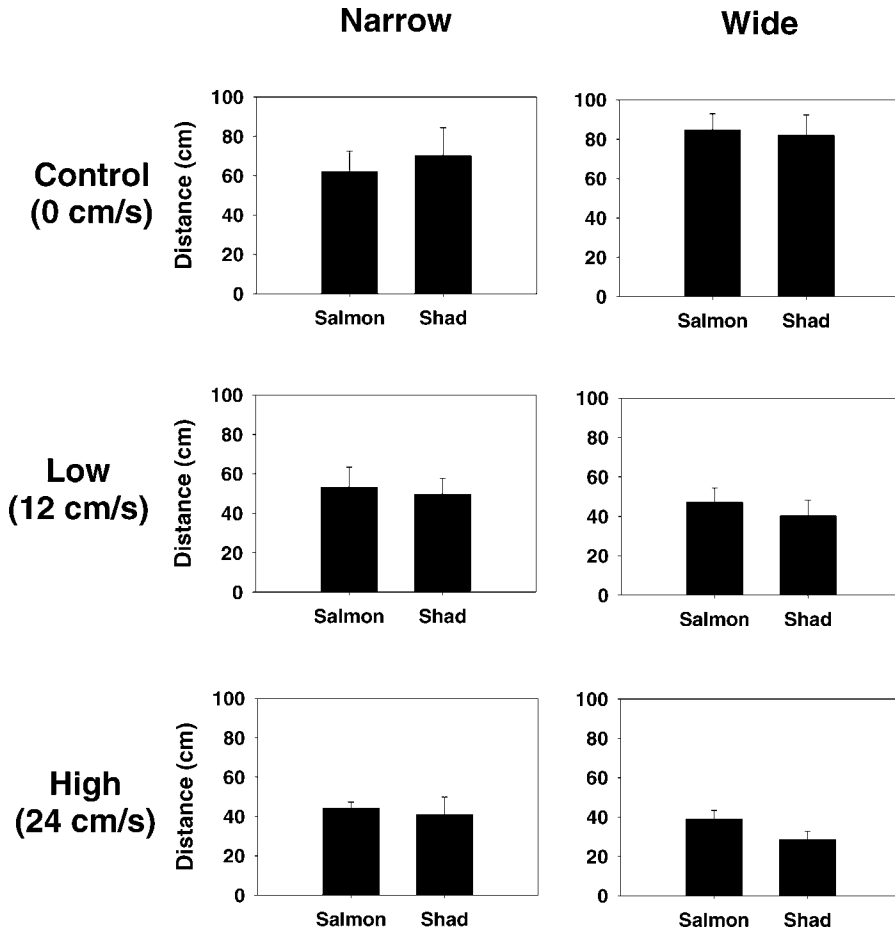 Narrow
Wide
Control
(0 cm/s)
Distance (cm)
100
80
60
40
20
0
Salmon
Shad
100
80
60
40
20
0
Salmon
Shad
Low
(12 cm/s)
Distance (cm)
100
80
60
40
20
0
Salmon
Shad
100
80
60
40
20
0
Salmon
Shad
High
(24 cm/s)
Distance (cm)
100
80
60
40
20
0
Salmon
Shad
100
80
60
40
20
0
Salmon
Shad